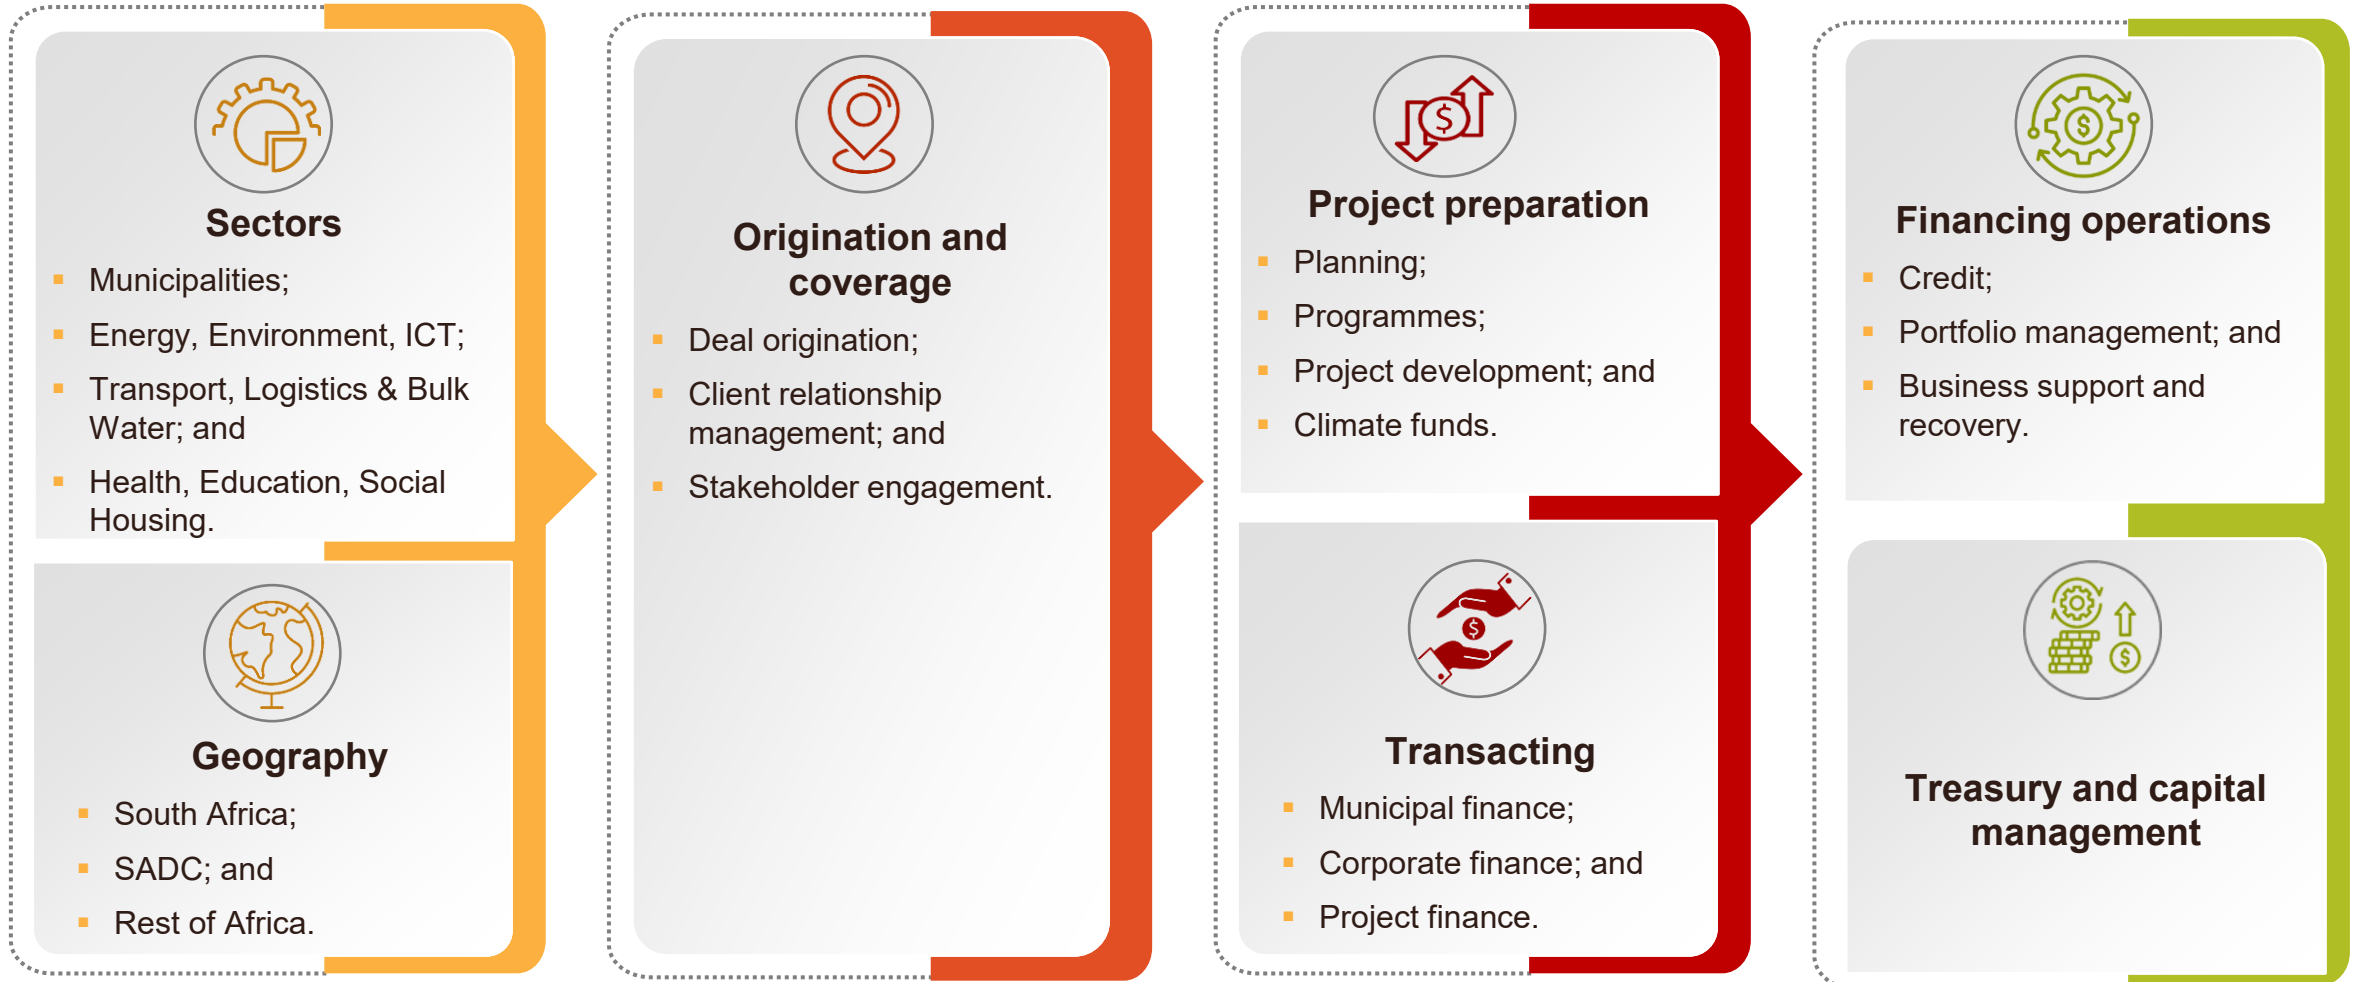 Sectors
Municipalities;
Energy, Environment, ICT;
Transport, Logistics & Bulk
Water; and
Health, Education, Social
Housing.
Geography
South Africa;
SADC; and
Rest of Africa.
Origination and
coverage
Deal origination;
Client relationship
management; and
Stakeholder engagement.
Project preparation
Planning;
Programmes;
Project development; and
Climate funds.
Transacting
Municipal finance;
Corporate finance; and
Project finance.
Financing operations
Credit;
Portfolio management; and
Business support and
recovery.
Treasury and capital
management